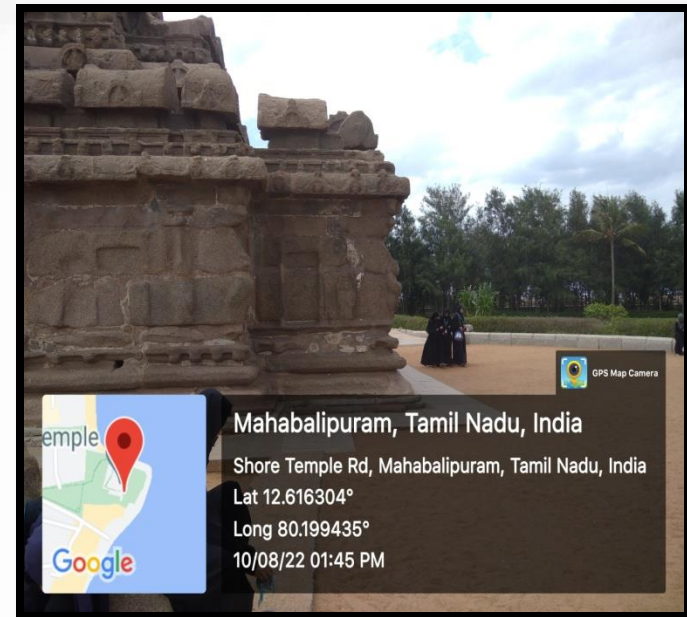 GPS Map Camera
emple
Google
Mahabalipuram, Tamil Nadu, India
Shore Temple Rd, Mahabalipuram, Tamil Nadu, India
Lat 12.616304°
Long 80.199435°
10/08/22 01:45 PM